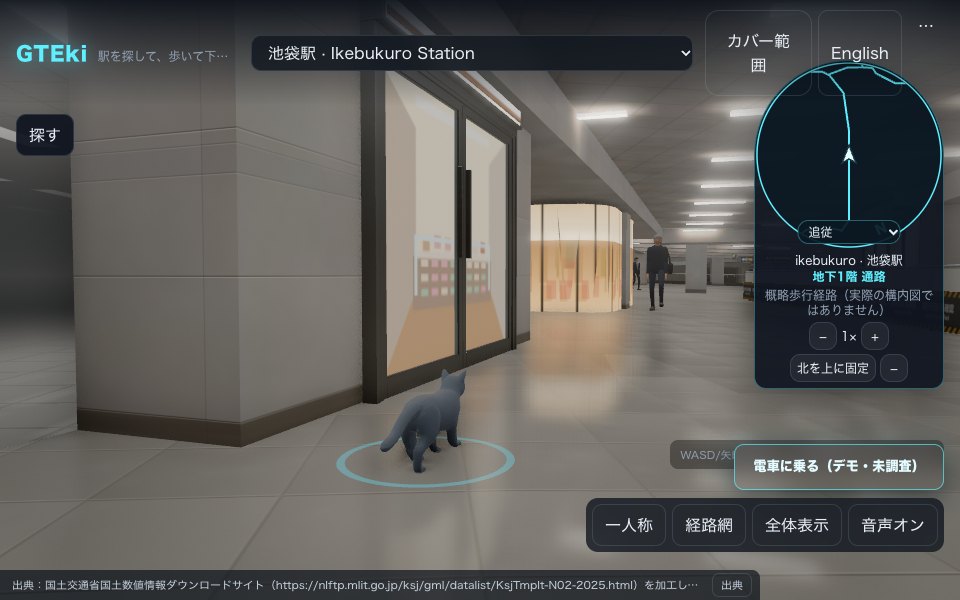 GTEki 駅を探して、歩いて下…
池袋駅 · Ikebukuro Station
カバー範囲
English
…
探す
追従
N
ikebukuro · 池袋駅
地下1階 通路
概略歩行経路（実際の構内図で
はありません）
− 1× +
北を上に固定 −
WASD/矢
電車に乗る（デモ・未調査）
一人称 経路網 全体表示 音声オン
出典：国土交通省国土数値情報ダウンロードサイト（https://nlftp.mlit.go.jp/ksj/gml/datalist/KsjTmplt-N02-2025.html）を加工し… 出典